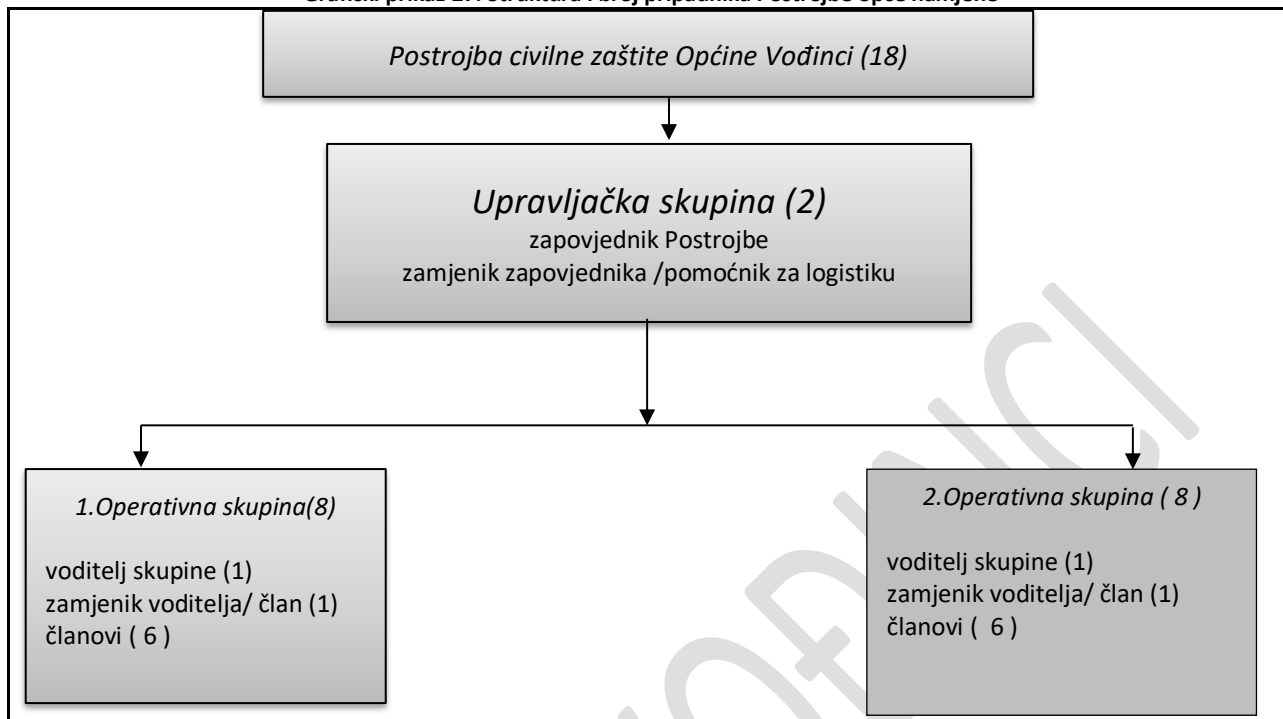 Postrojba civilne zaštite Općine Vođinci (18)
Upravljačka skupina (2)
zapovjednik Postrojbe
zamjenik zapovjednika /pomoćnik za logistiku
1.Operativna skupina(8)
voditelj skupine (1)
zamjenik voditelja/ član (1)
članovi ( 6 )
2.Operativna skupina ( 8 )
voditelj skupine (1)
zamjenik voditelja/ član (1)
članovi (  6 )